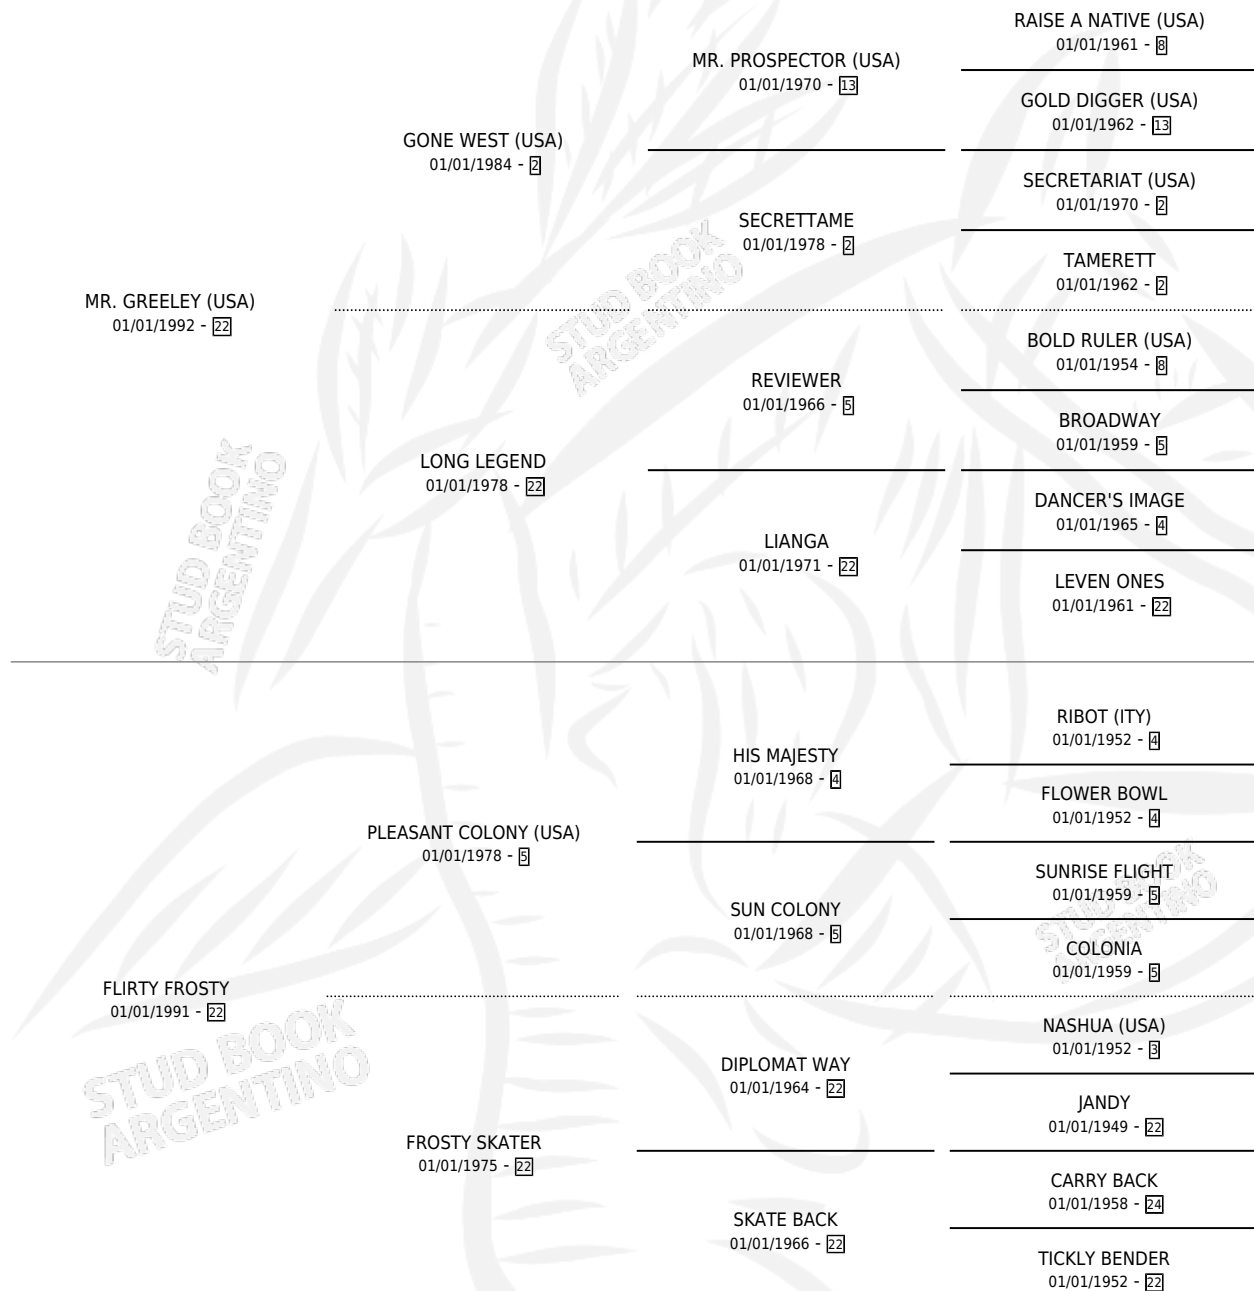 RAISE A NATIVE (USA)
01/01/1961 - 8
MR. PROSPECTOR (USA)
01/01/1970 - 13
GOLD DIGGER (USA)
01/01/1962 - 13
GONE WEST (USA)
01/01/1984 - 2
SECRETARIAT (USA)
01/01/1970 - 2
SECRETTAME
01/01/1978 - 2
TAMERETT
01/01/1962 - 2
MR. GREELEY (USA)
01/01/1992 - 22
BOLD RULER (USA)
01/01/1954 - 8
REVIEWER
01/01/1966 - 5
BROADWAY
01/01/1959 - 5
LONG LEGEND
01/01/1978 - 22
DANCER'S IMAGE
01/01/1965 - 4
LIANGA
01/01/1971 - 22
LEVEN ONES
01/01/1961 - 22
STUD BOOK
ARGENTINO
STUD BOOK
ARGENTINO
RIBOT (ITY)
01/01/1952 - 4
HIS MAJESTY
01/01/1968 - 4
FLOWER BOWL
01/01/1952 - 4
PLEASANT COLONY (USA)
01/01/1978 - 5
SUNRISE FLIGHT
01/01/1959 - 5
SUN COLONY
01/01/1968 - 5
COLONIA
01/01/1959 - 5
FLIRTY FROSTY
01/01/1991 - 22
NASHUA (USA)
01/01/1952 - 3
DIPLOMAT WAY
01/01/1964 - 22
JANDY
01/01/1949 - 22
FROSTY SKATER
01/01/1975 - 22
CARRY BACK
01/01/1958 - 24
SKATE BACK
01/01/1966 - 22
TICKLY BENDER
01/01/1952 - 22
STUD BOOK
ARGENTINO
STUD BOOK
ARGENTINO